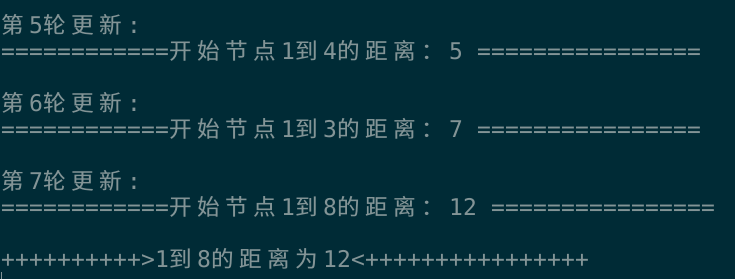 第5轮更新:
============开始节点1到4的距离: 5 ================
第6轮更新:
============开始节点1到3的距离: 7 ================
第7轮更新:
============开始节点1到8的距离: 12 ================
++++++++++>1到8的距离为12<++++++++++++++++